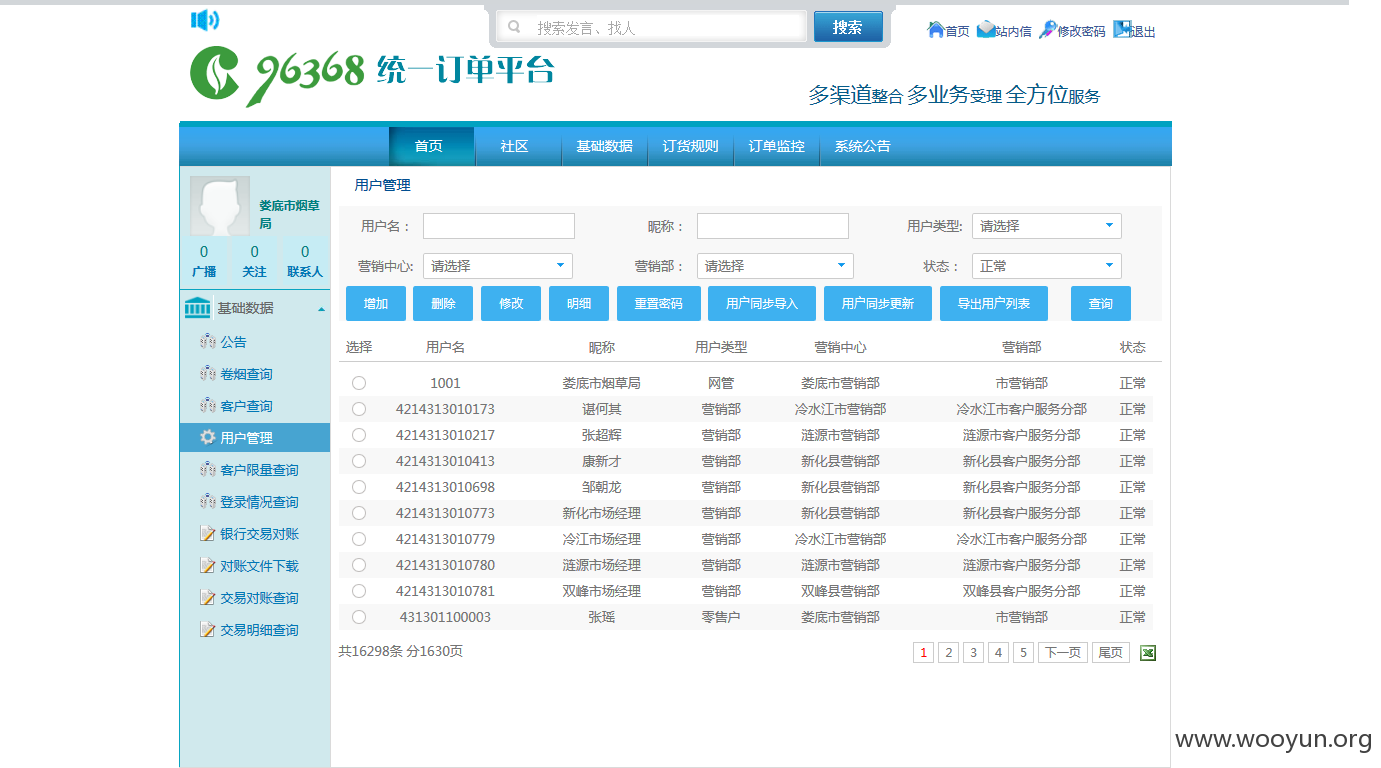 搜索发言、找人 搜索 首页 站内信 修改密码 退出
96368 统一订单平台
多渠道整合 多业务受理 全方位服务
首页 社区 基础数据 订货规则 订单监控 系统公告
娄底市烟草局
0 0 0
广播 关注 联系人
基础数据
公告
卷烟查询
客户查询
用户管理
客户限量查询
登录情况查询
银行交易对账
对账文件下载
交易对账查询
交易明细查询
用户管理
用户名： 昵称： 用户类型: 请选择
营销中心: 请选择 营销部： 请选择 状态： 正常
增加 删除 修改 明细 重置密码 用户同步导入 用户同步更新 导出用户列表 查询
选择 用户名 昵称 用户类型 营销中心 营销部 状态
1001 娄底市烟草局 网管 娄底市营销部 市营销部 正常
4214313010173 谌何其 营销部 冷水江市营销部 冷水江市客户服务分部 正常
4214313010217 张超辉 营销部 涟源市营销部 涟源市客户服务分部 正常
4214313010413 康新才 营销部 新化县营销部 新化县客户服务分部 正常
4214313010698 邹朝龙 营销部 新化县营销部 新化县客户服务分部 正常
4214313010773 新化市场经理 营销部 新化县营销部 新化县客户服务分部 正常
4214313010779 冷江市场经理 营销部 冷水江市营销部 冷水江市客户服务分部 正常
4214313010780 涟源市场经理 营销部 涟源市营销部 涟源市客户服务分部 正常
4214313010781 双峰市场经理 营销部 双峰县营销部 双峰县客户服务分部 正常
431301100003 张瑶 零售户 娄底市营销部 市营销部 正常
共16298条 分1630页 1 2 3 4 5 下一页 尾页
www.wooyun.org